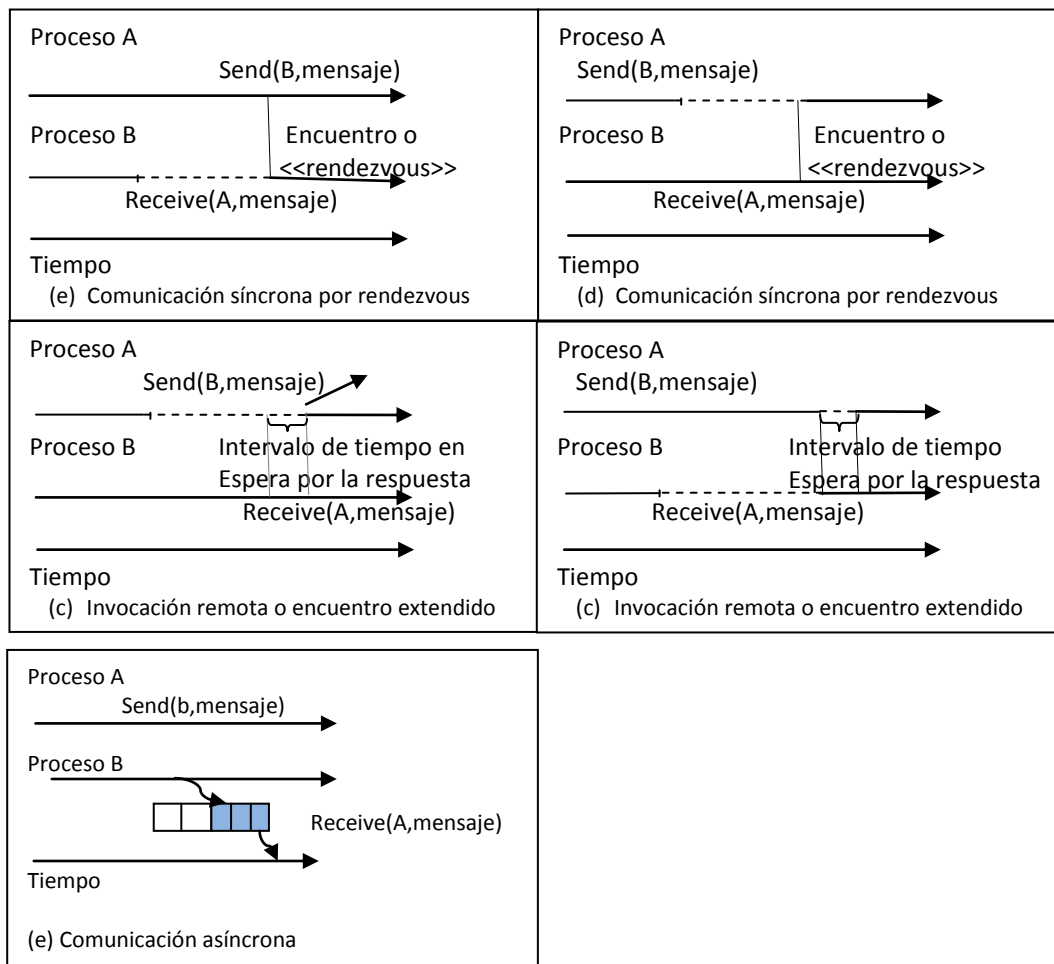 Proceso A
Send(B,mensaje)
Proceso B
Encuentro o
<<rendezvous>>
Receive(A,mensaje)
Tiempo
(e) Comunicación síncrona por rendezvous
Proceso A
Send(B,mensaje)
Proceso B
Encuentro o
<<rendezvous>>
Receive(A,mensaje)
Tiempo
(d) Comunicación síncrona por rendezvous
Proceso A
Send(B,mensaje)
Proceso B
Intervalo de tiempo en
Espera por la respuesta
Receive(A,mensaje)
Tiempo
(c) Invocación remota o encuentro extendido
Proceso A
Send(B,mensaje)
Proceso B
Intervalo de tiempo
Espera por la respuesta
Receive(A,mensaje)
Tiempo
(c) Invocación remota o encuentro extendido
Proceso A
Send(b,mensaje)
Proceso B
Receive(A,mensaje)
Tiempo
(e) Comunicación asíncrona